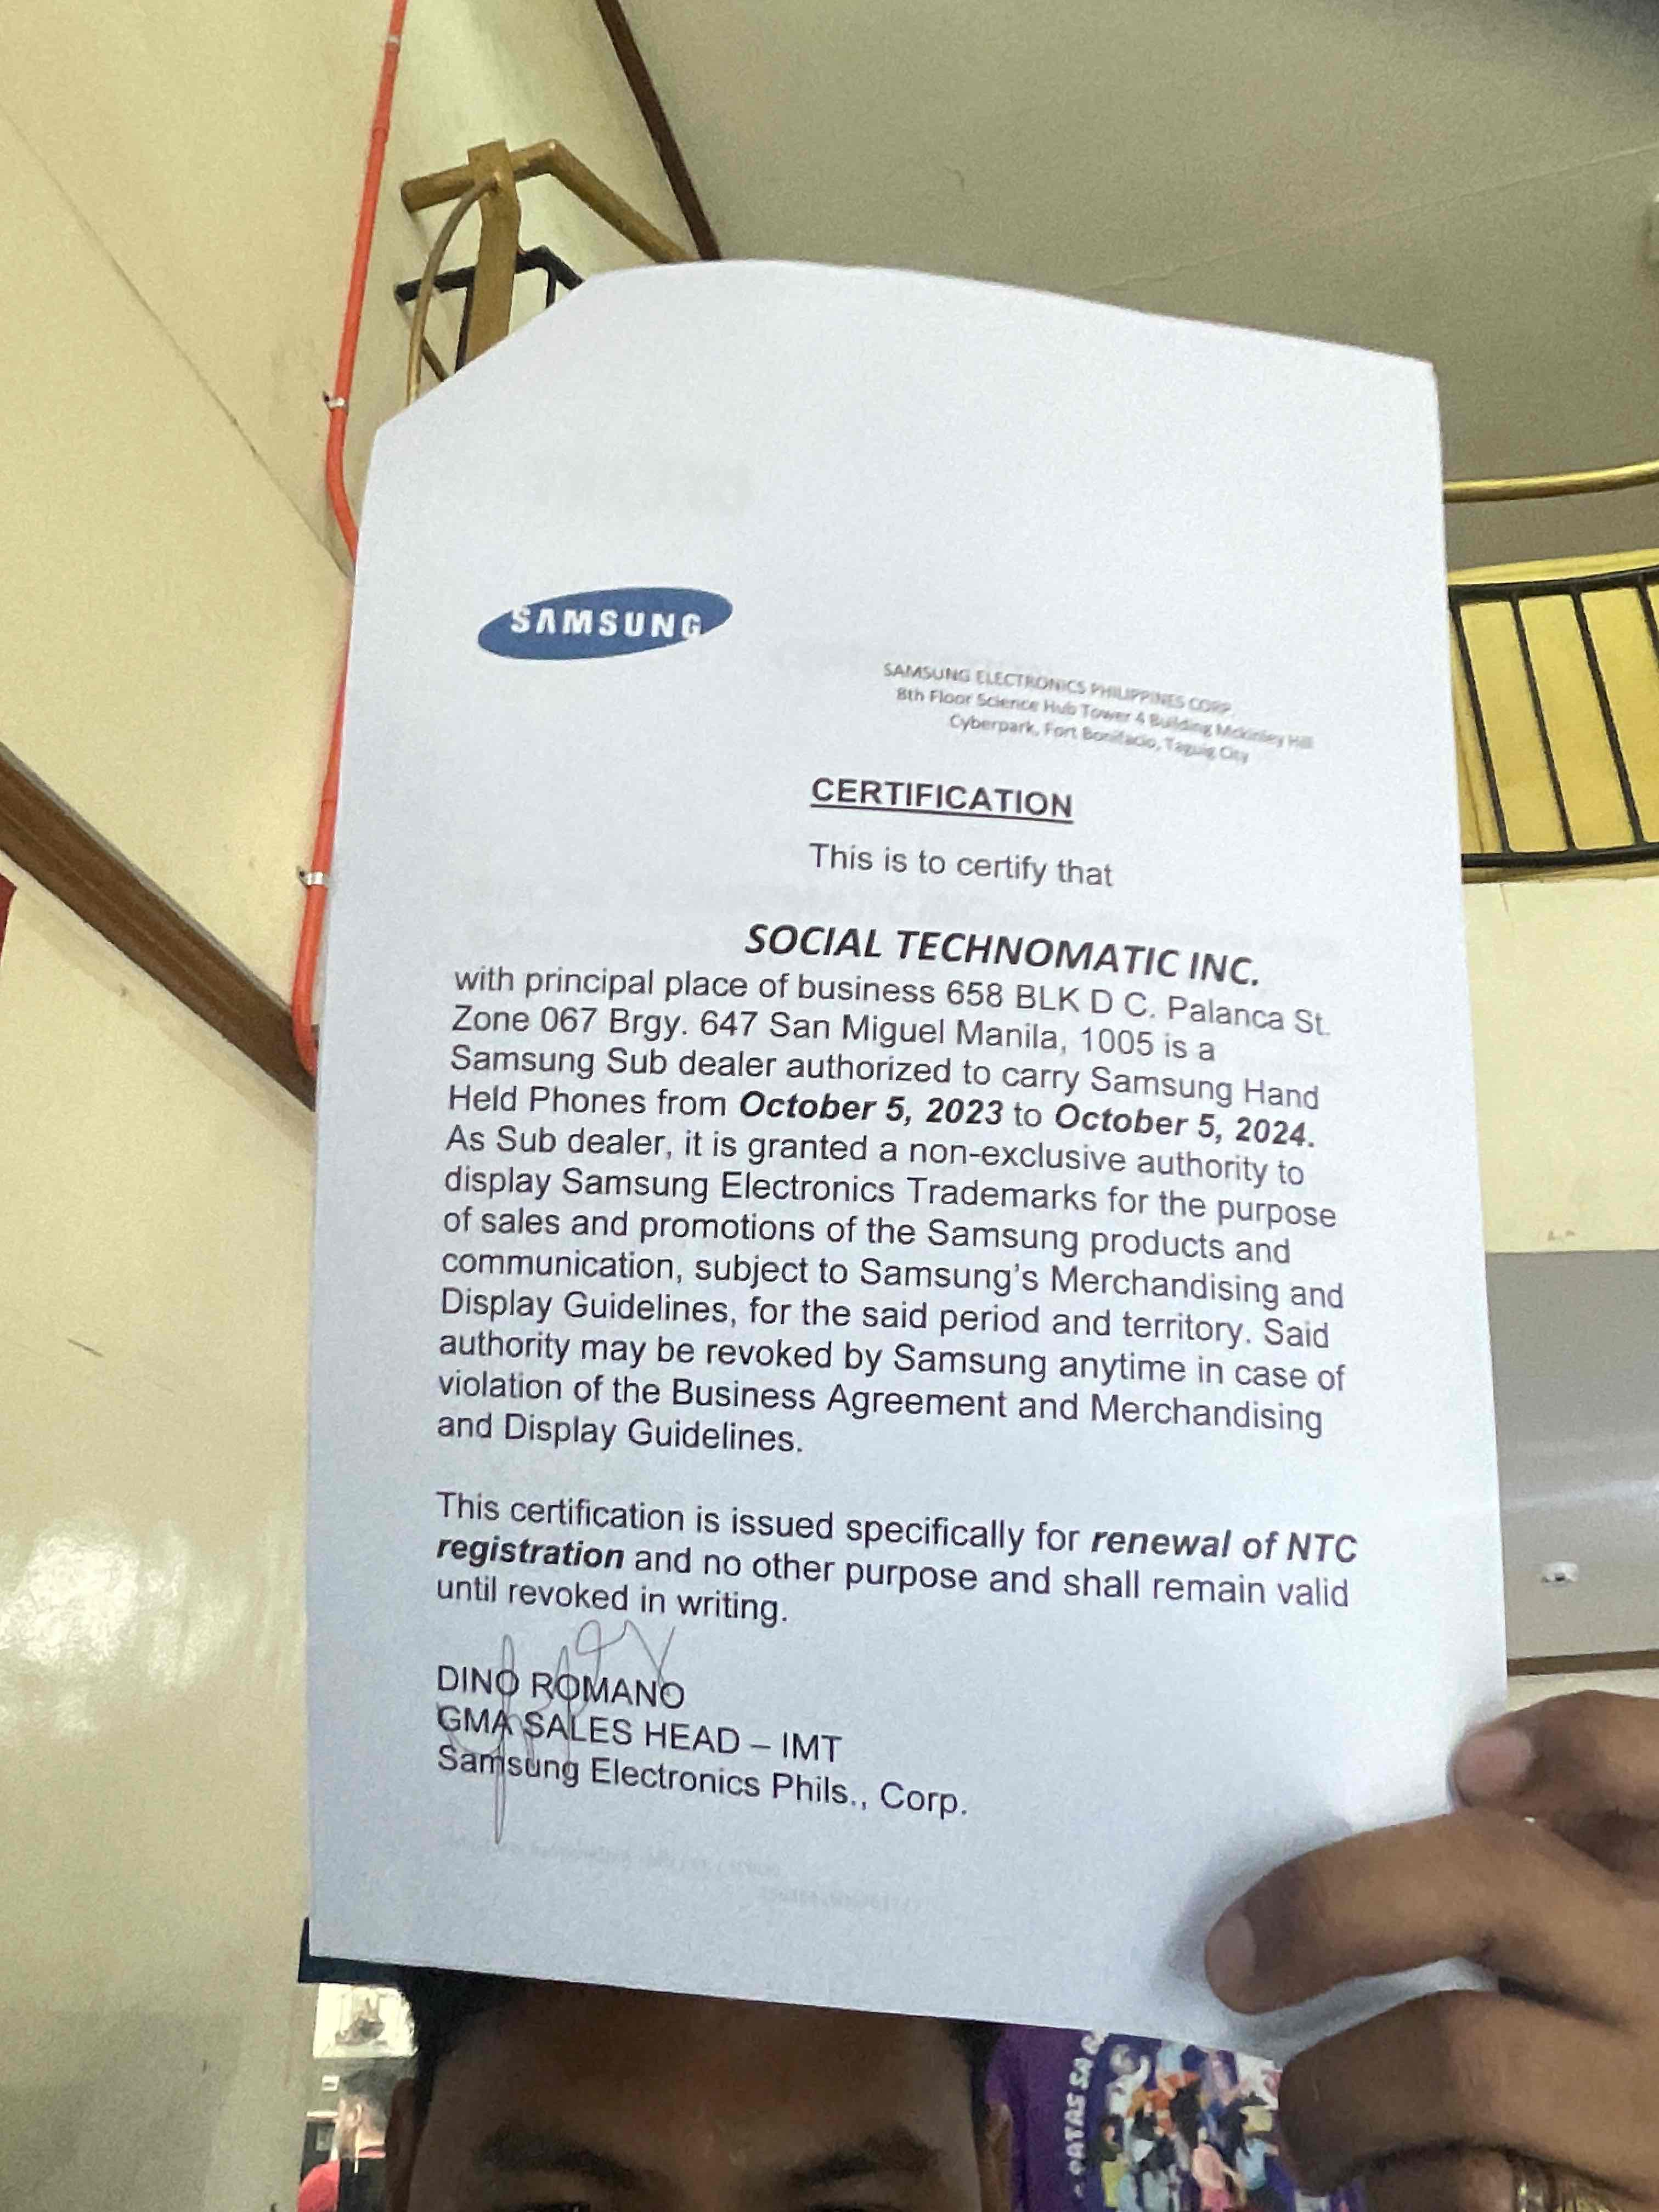 SAMSUNG
SAMSUNG ELECTRONICS PHILIPPINES CORP.
8th Floor Science Hub Tower 4 Building Mckinley Hill
Cyberpark, Fort Bonifacio, Taguig City
CERTIFICATION
This is to certify that
SOCIAL TECHNOMATIC INC.
with principal place of business 658 BLK D C. Palanca St.
Zone 067 Brgy. 647 San Miguel Manila, 1005 is a
Samsung Sub dealer authorized to carry Samsung Hand
Held Phones from October 5, 2023 to October 5, 2024.
As Sub dealer, it is granted a non-exclusive authority to
display Samsung Electronics Trademarks for the purpose
of sales and promotions of the Samsung products and
communication, subject to Samsung's Merchandising and
Display Guidelines, for the said period and territory. Said
authority may be revoked by Samsung anytime in case of
violation of the Business Agreement and Merchandising
and Display Guidelines.
This certification is issued specifically for renewal of NTC
registration and no other purpose and shall remain valid
until revoked in writing.
DINO ROMANO
GMA SALES HEAD – IMT
Samsung Electronics Phils., Corp.